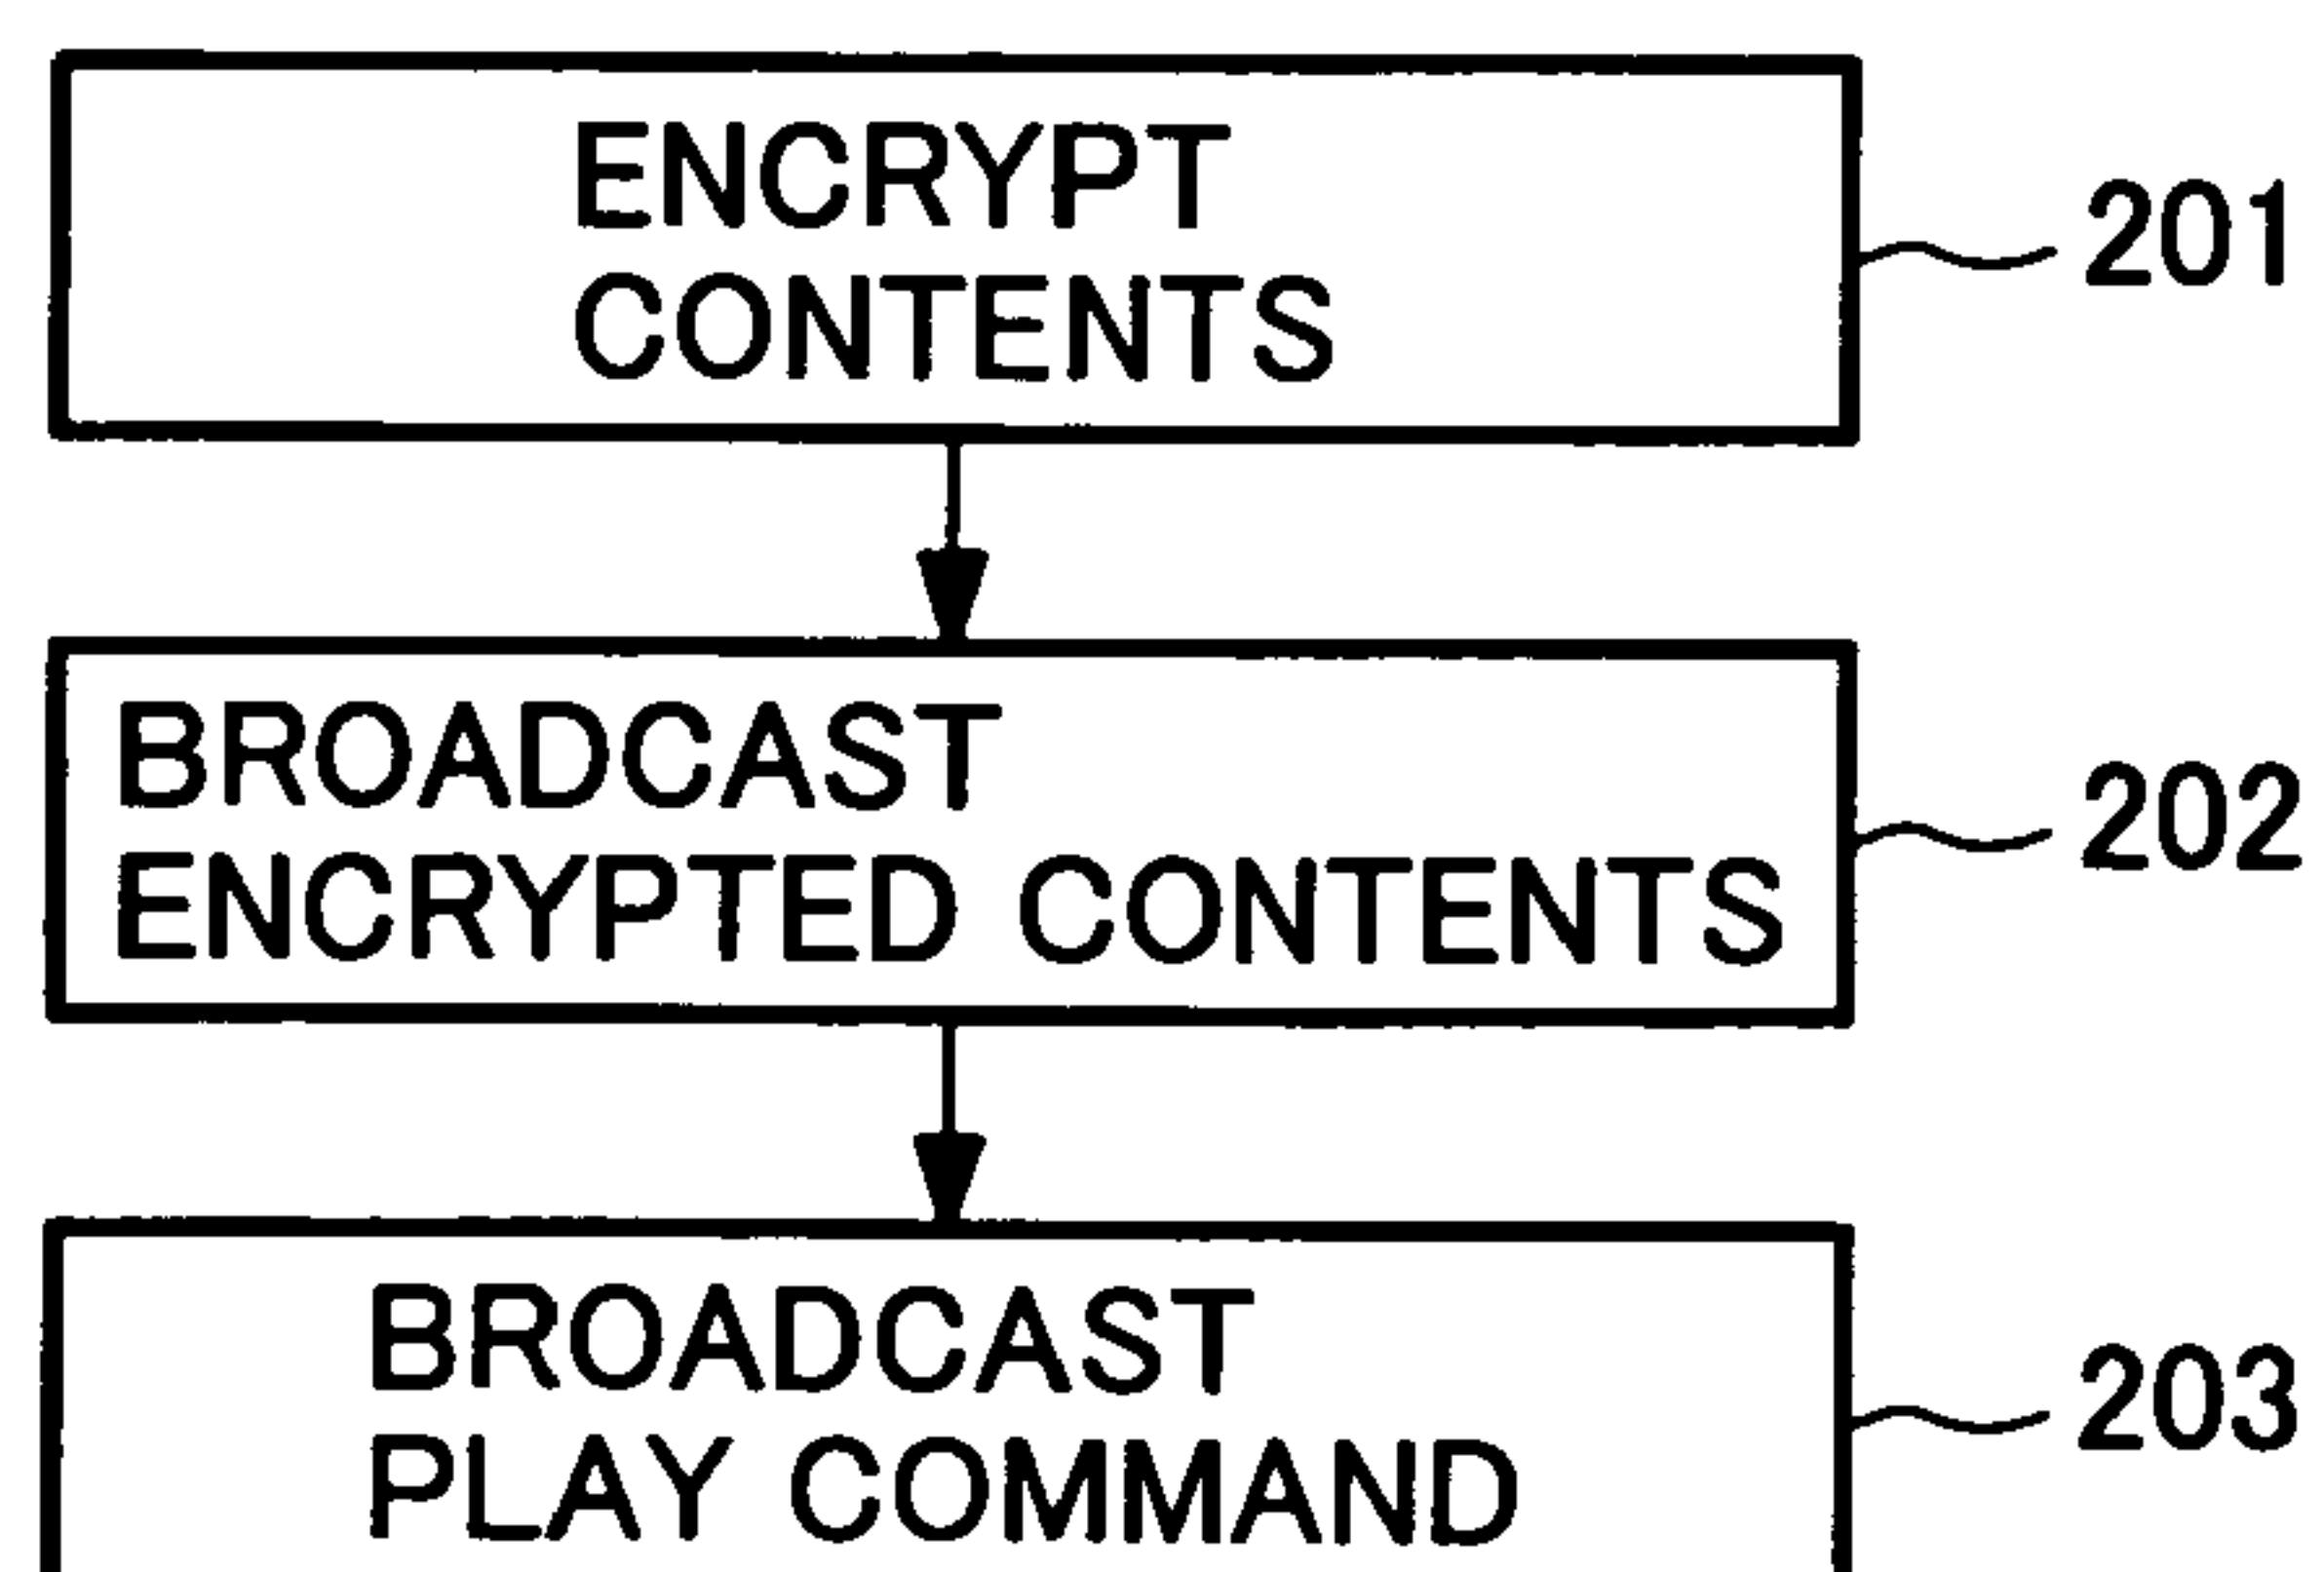 ENCRYPT
CONTENTS
201
BROADCAST
ENCRYPTED CONTENTS
202
BROADCAST
PLAY COMMAND
203